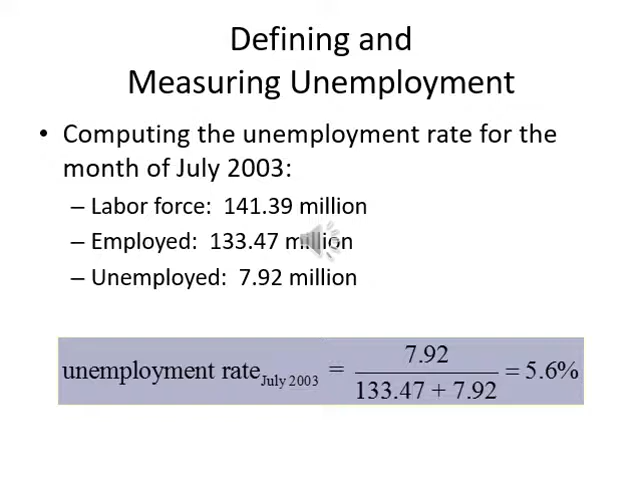 Defining and
Measuring Unemployment
• Computing the unemployment rate for the
month of July 2003:
– Labor force: 141.39 million
– Employed: 133.47 million
– Unemployed: 7.92 million
unemployment rate July 2003 = 7.92 / 133.47 + 7.92 = 5.6%